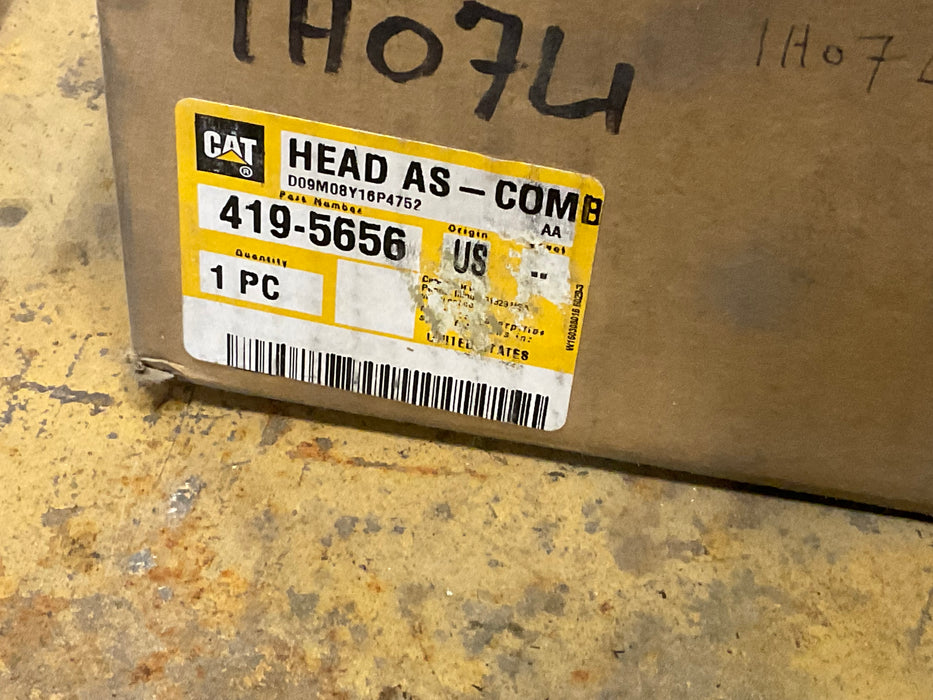 1H074
1H07
CAT ®
HEAD AS - COMB
D09M08Y16P4752
AA
Part Number
419-5656
Origin
US
--
Quantity
1 PC
UNITED STATES